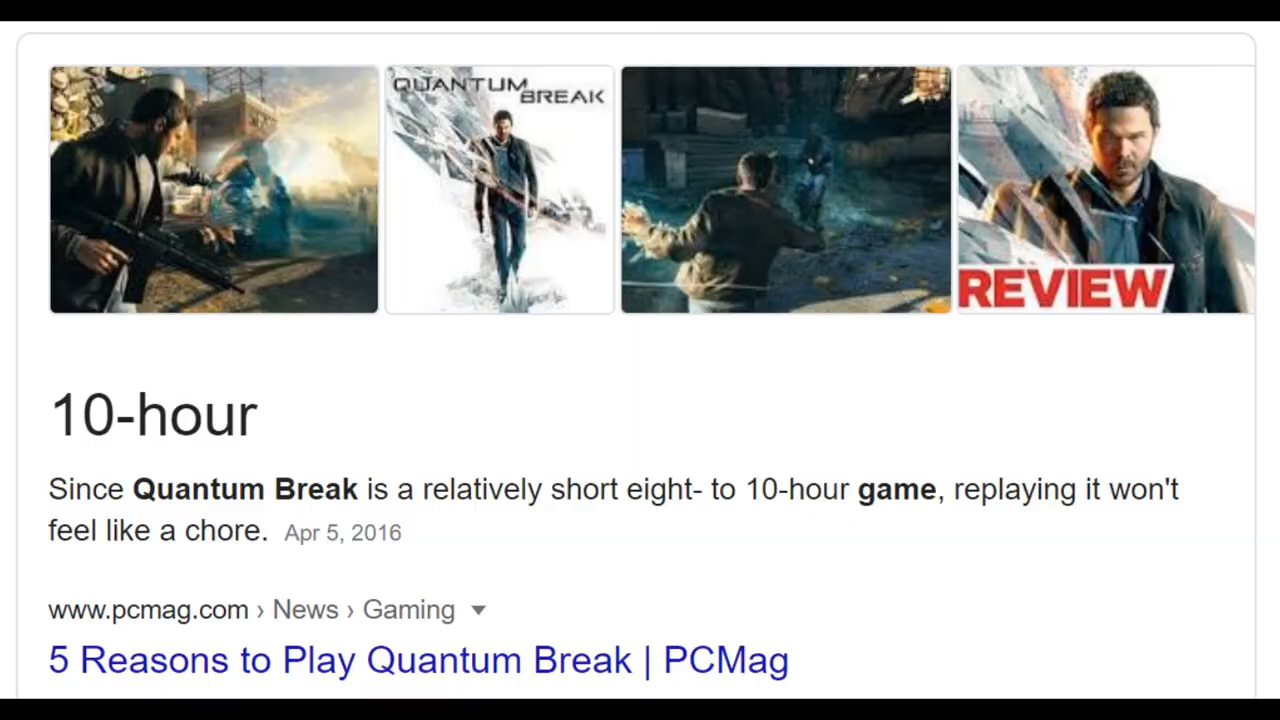 QUANTUM
BREAK
REVIEW
10-hour
Since Quantum Break is a relatively short eight- to 10-hour game, replaying it won't
feel like a chore. Apr 5, 2016
www.pcmag.com › News › Gaming
5 Reasons to Play Quantum Break | PCMag